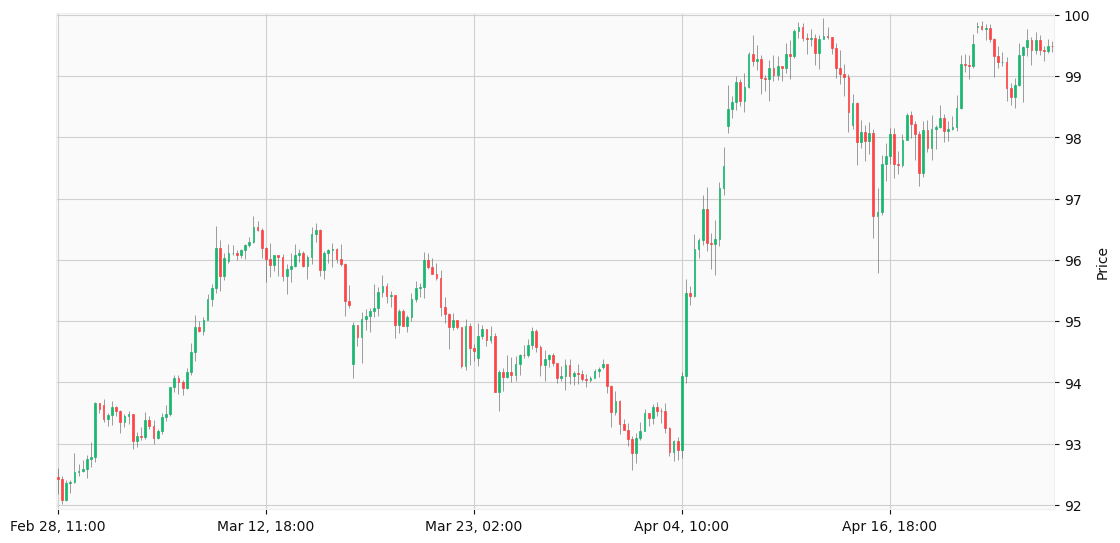 100
99
98
97
96
95
94
93
92
Price
Feb 28, 11:00
Mar 12, 18:00
Mar 23, 02:00
Apr 04, 10:00
Apr 16, 18:00